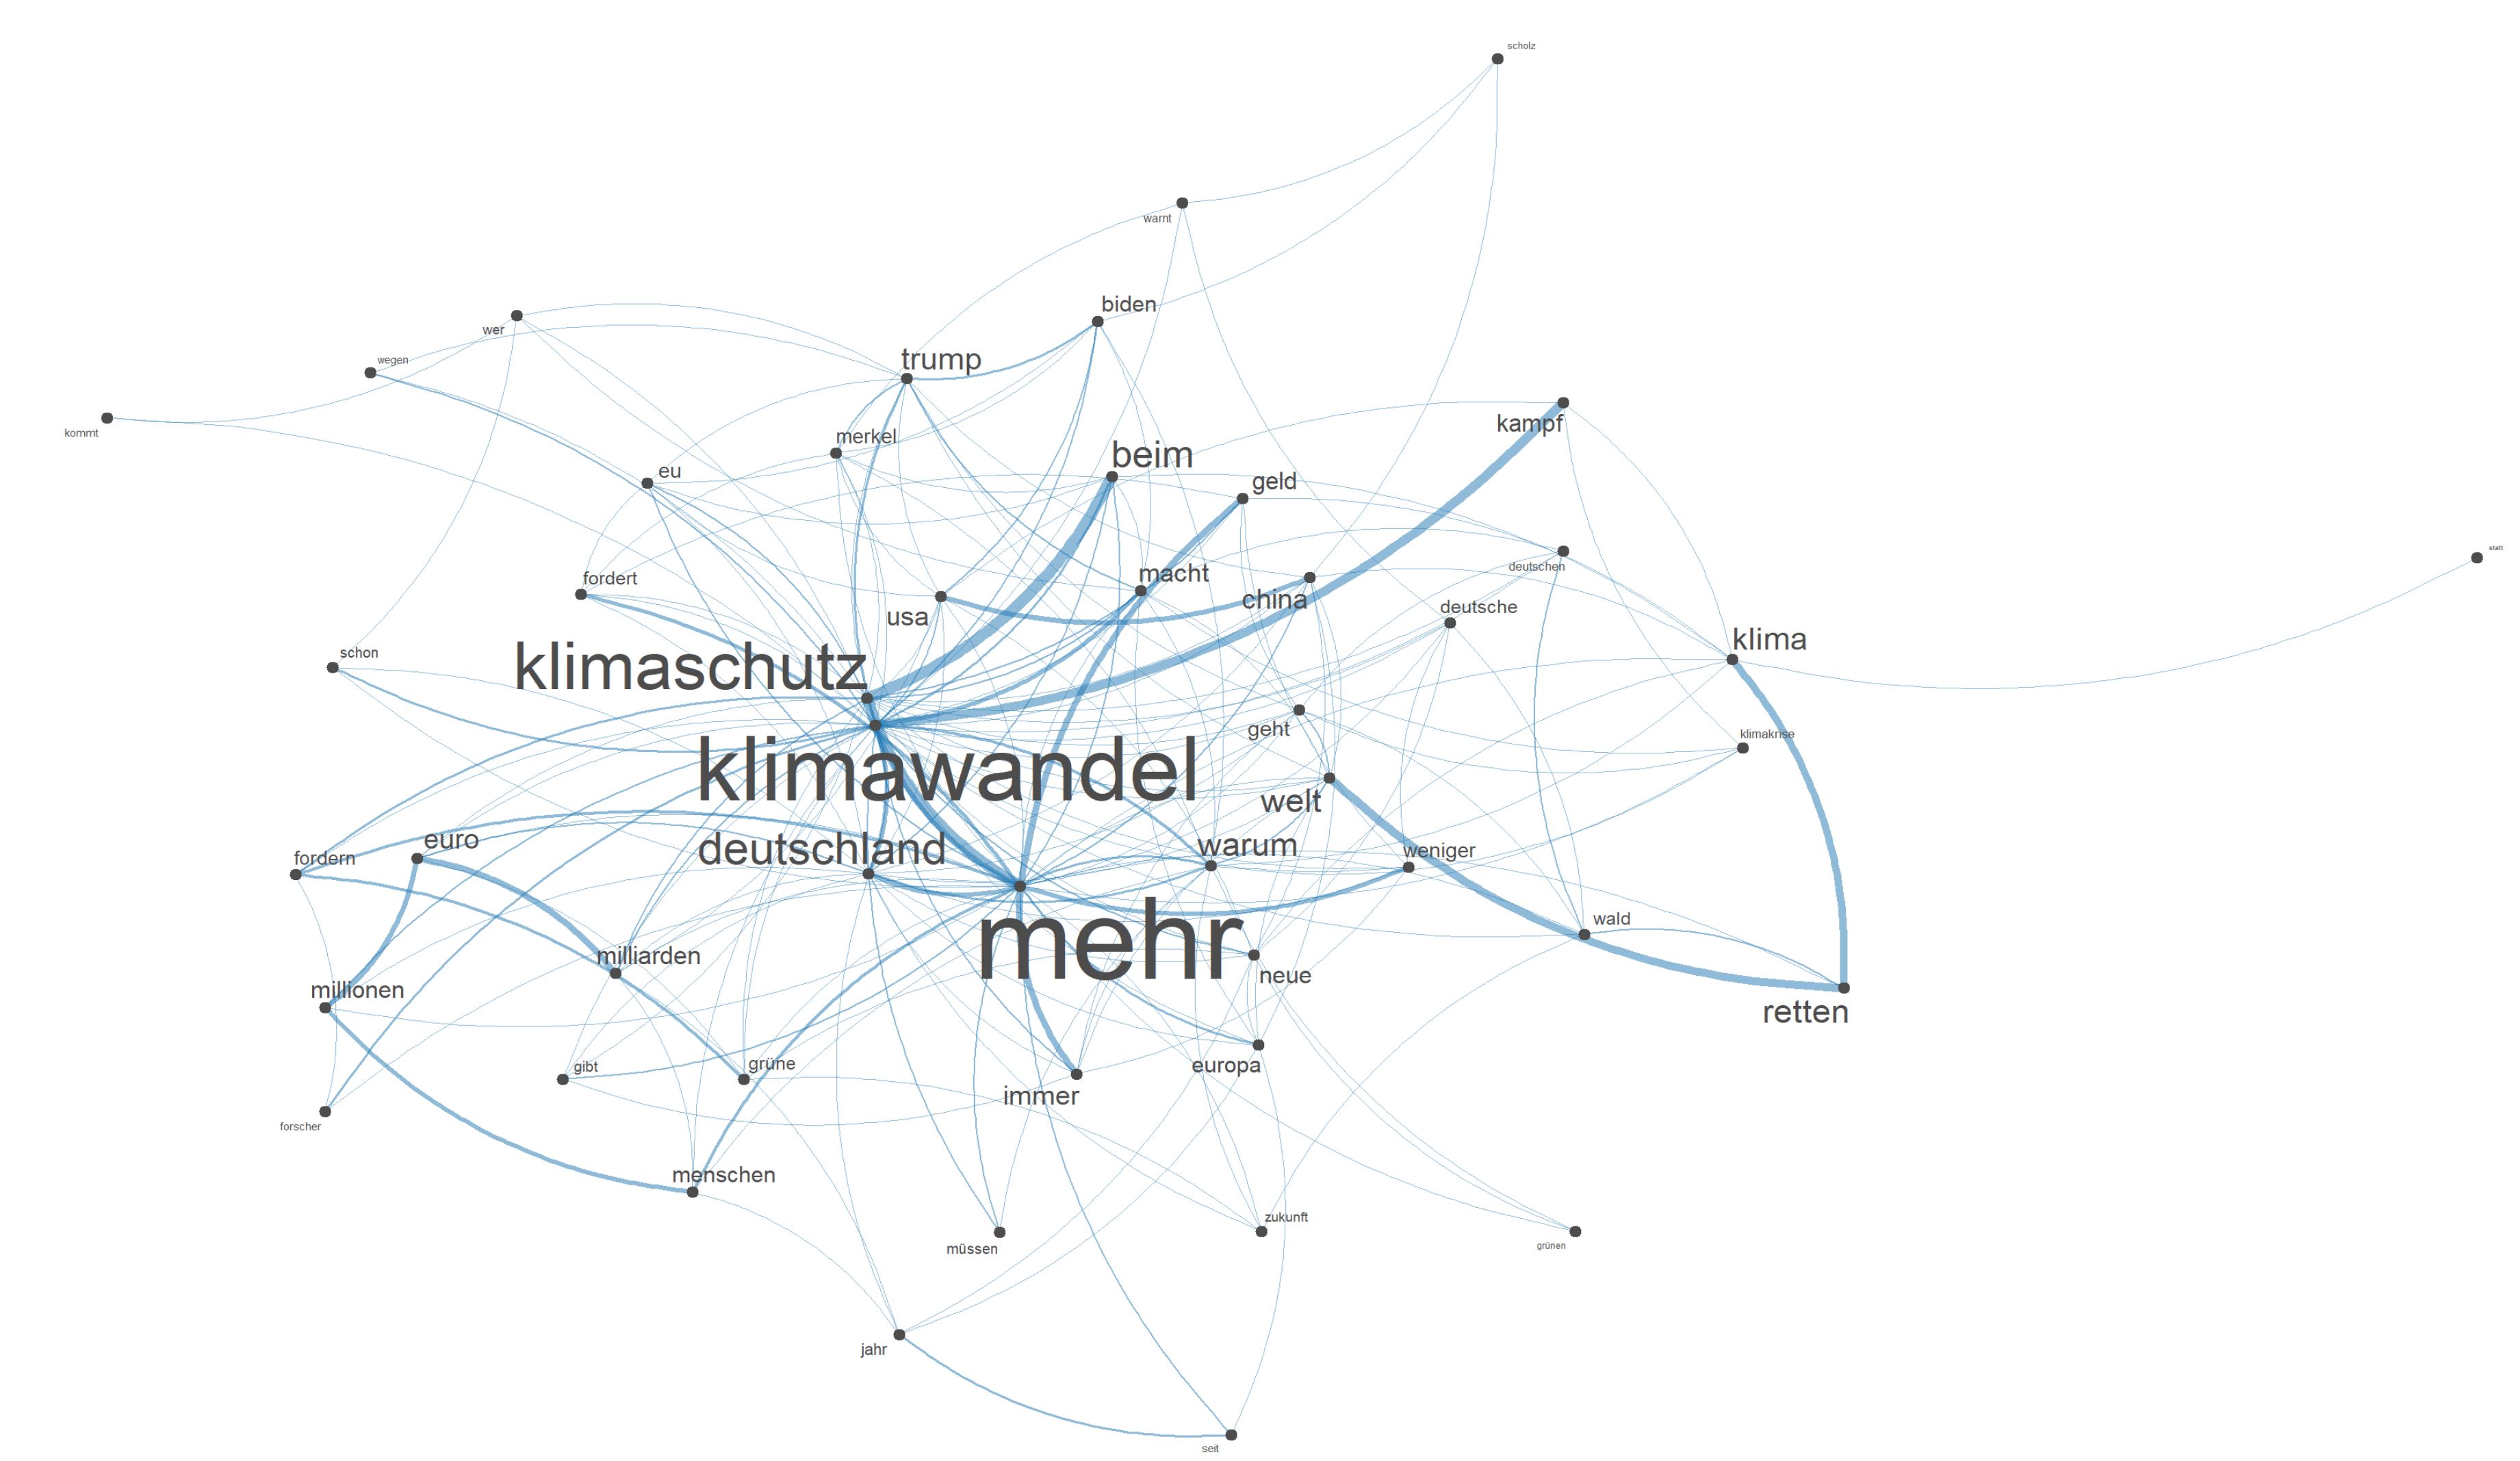 scholz
warnt
biden
wer
trump
wegen
kampf
kommt
merkel
beim
eu
geld
statt
deutschen
macht
fordert
china
deutsche
usa
klima
schon
klimaschutz
geht
klimakrise
klimawandel
welt
euro
warum
deutschland
weniger
fordern
wald
mehr
milliarden
neue
millionen
retten
grüne
europa
gibt
immer
forscher
menschen
zukunft
grünen
müssen
jahr
seit